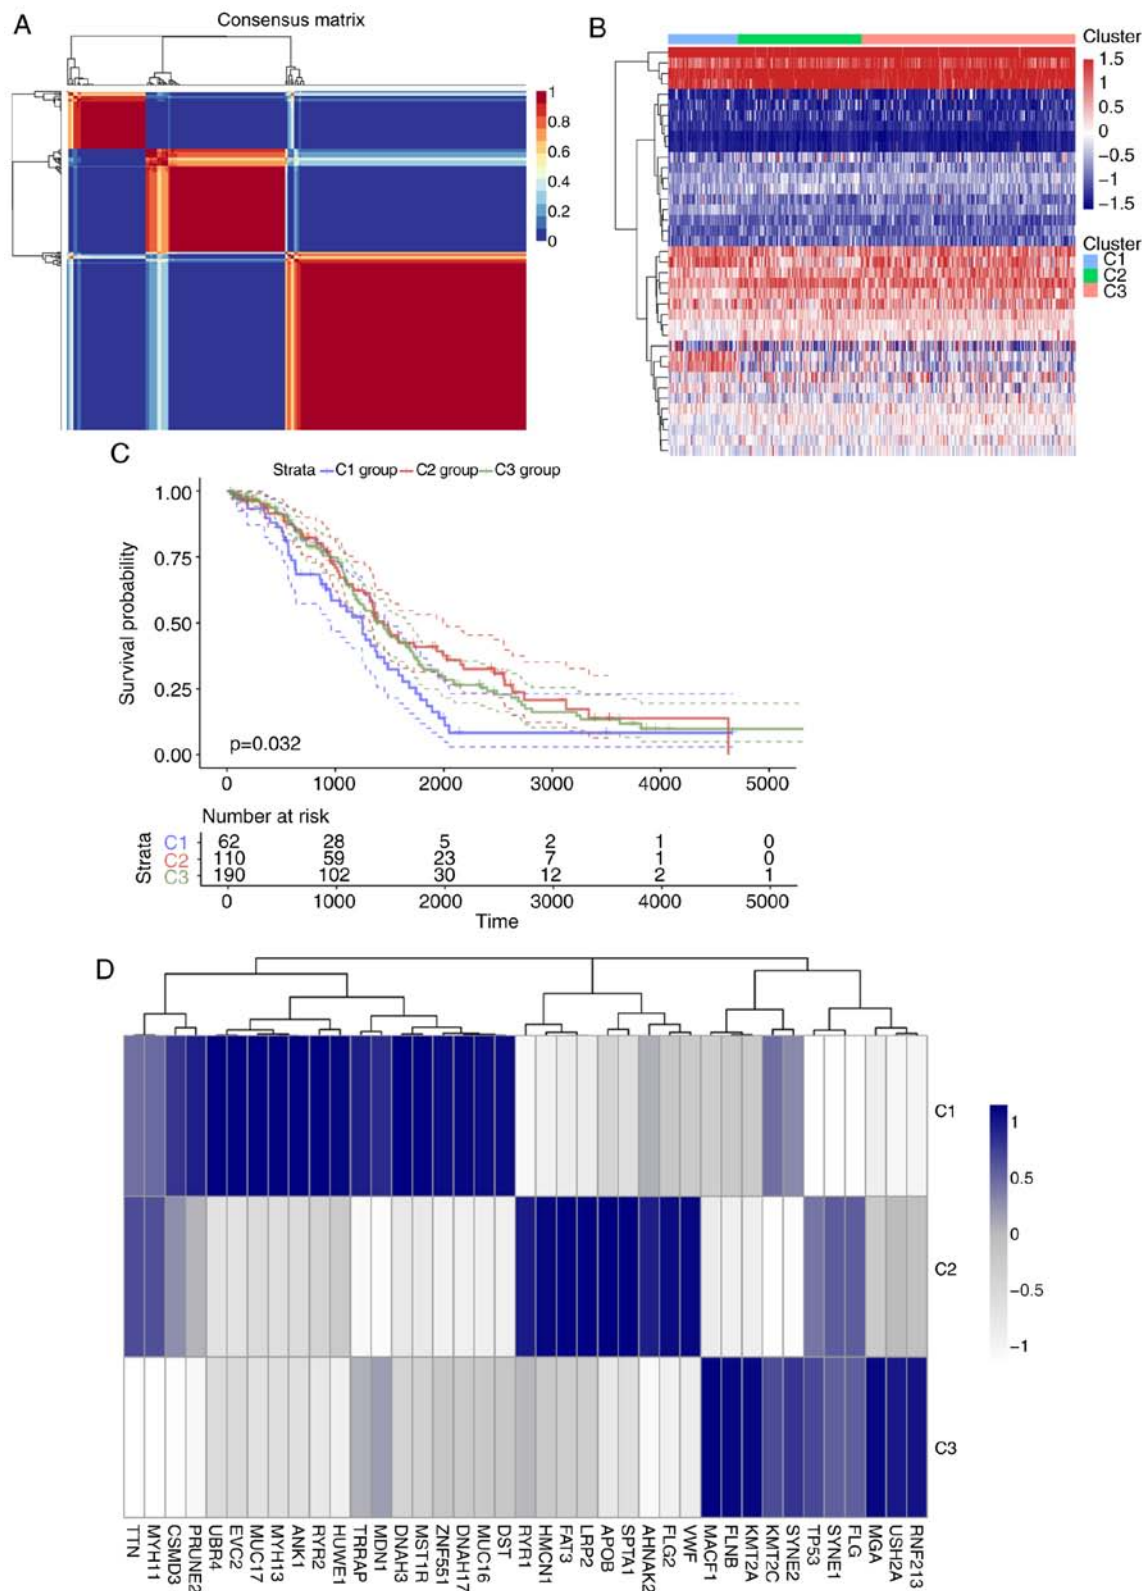 A
Consensus matrix
1
0.8
0.6
0.4
0.2
0
B
Cluster
1.5
1
0.5
0
−0.5
−1
−1.5
Cluster
C1
C2
C3
C
Strata C1 group C2 group C3 group
Survival probability
1.00
0.75
0.50
0.25
0.00
p=0.032
0 1000 2000 3000 4000 5000
Number at risk
Strata
C1 62 28 5 2 1 0
C2 110 59 23 7 1 0
C3 190 102 30 12 2 1
0 1000 2000 3000 4000 5000
Time
D
C1
C2
C3
1
0.5
0
−0.5
−1
TTN
MYH11
CSMD3
PRUNE2
UBR4
EVC2
MUC17
MYH13
ANK1
RYR2
HUWE1
TRRAP
MDN1
DNAH3
MST1R
ZNF551
DNAH17
MUC16
DST
RYR1
HMCN1
FAT3
LRP2
APOB
SPTA1
AHNAK2
FLG2
VWF
MACF1
FLNB
KMT2A
KMT2C
SYNE2
TP53
SYNE1
FLG
MGA
USH2A
RNF213